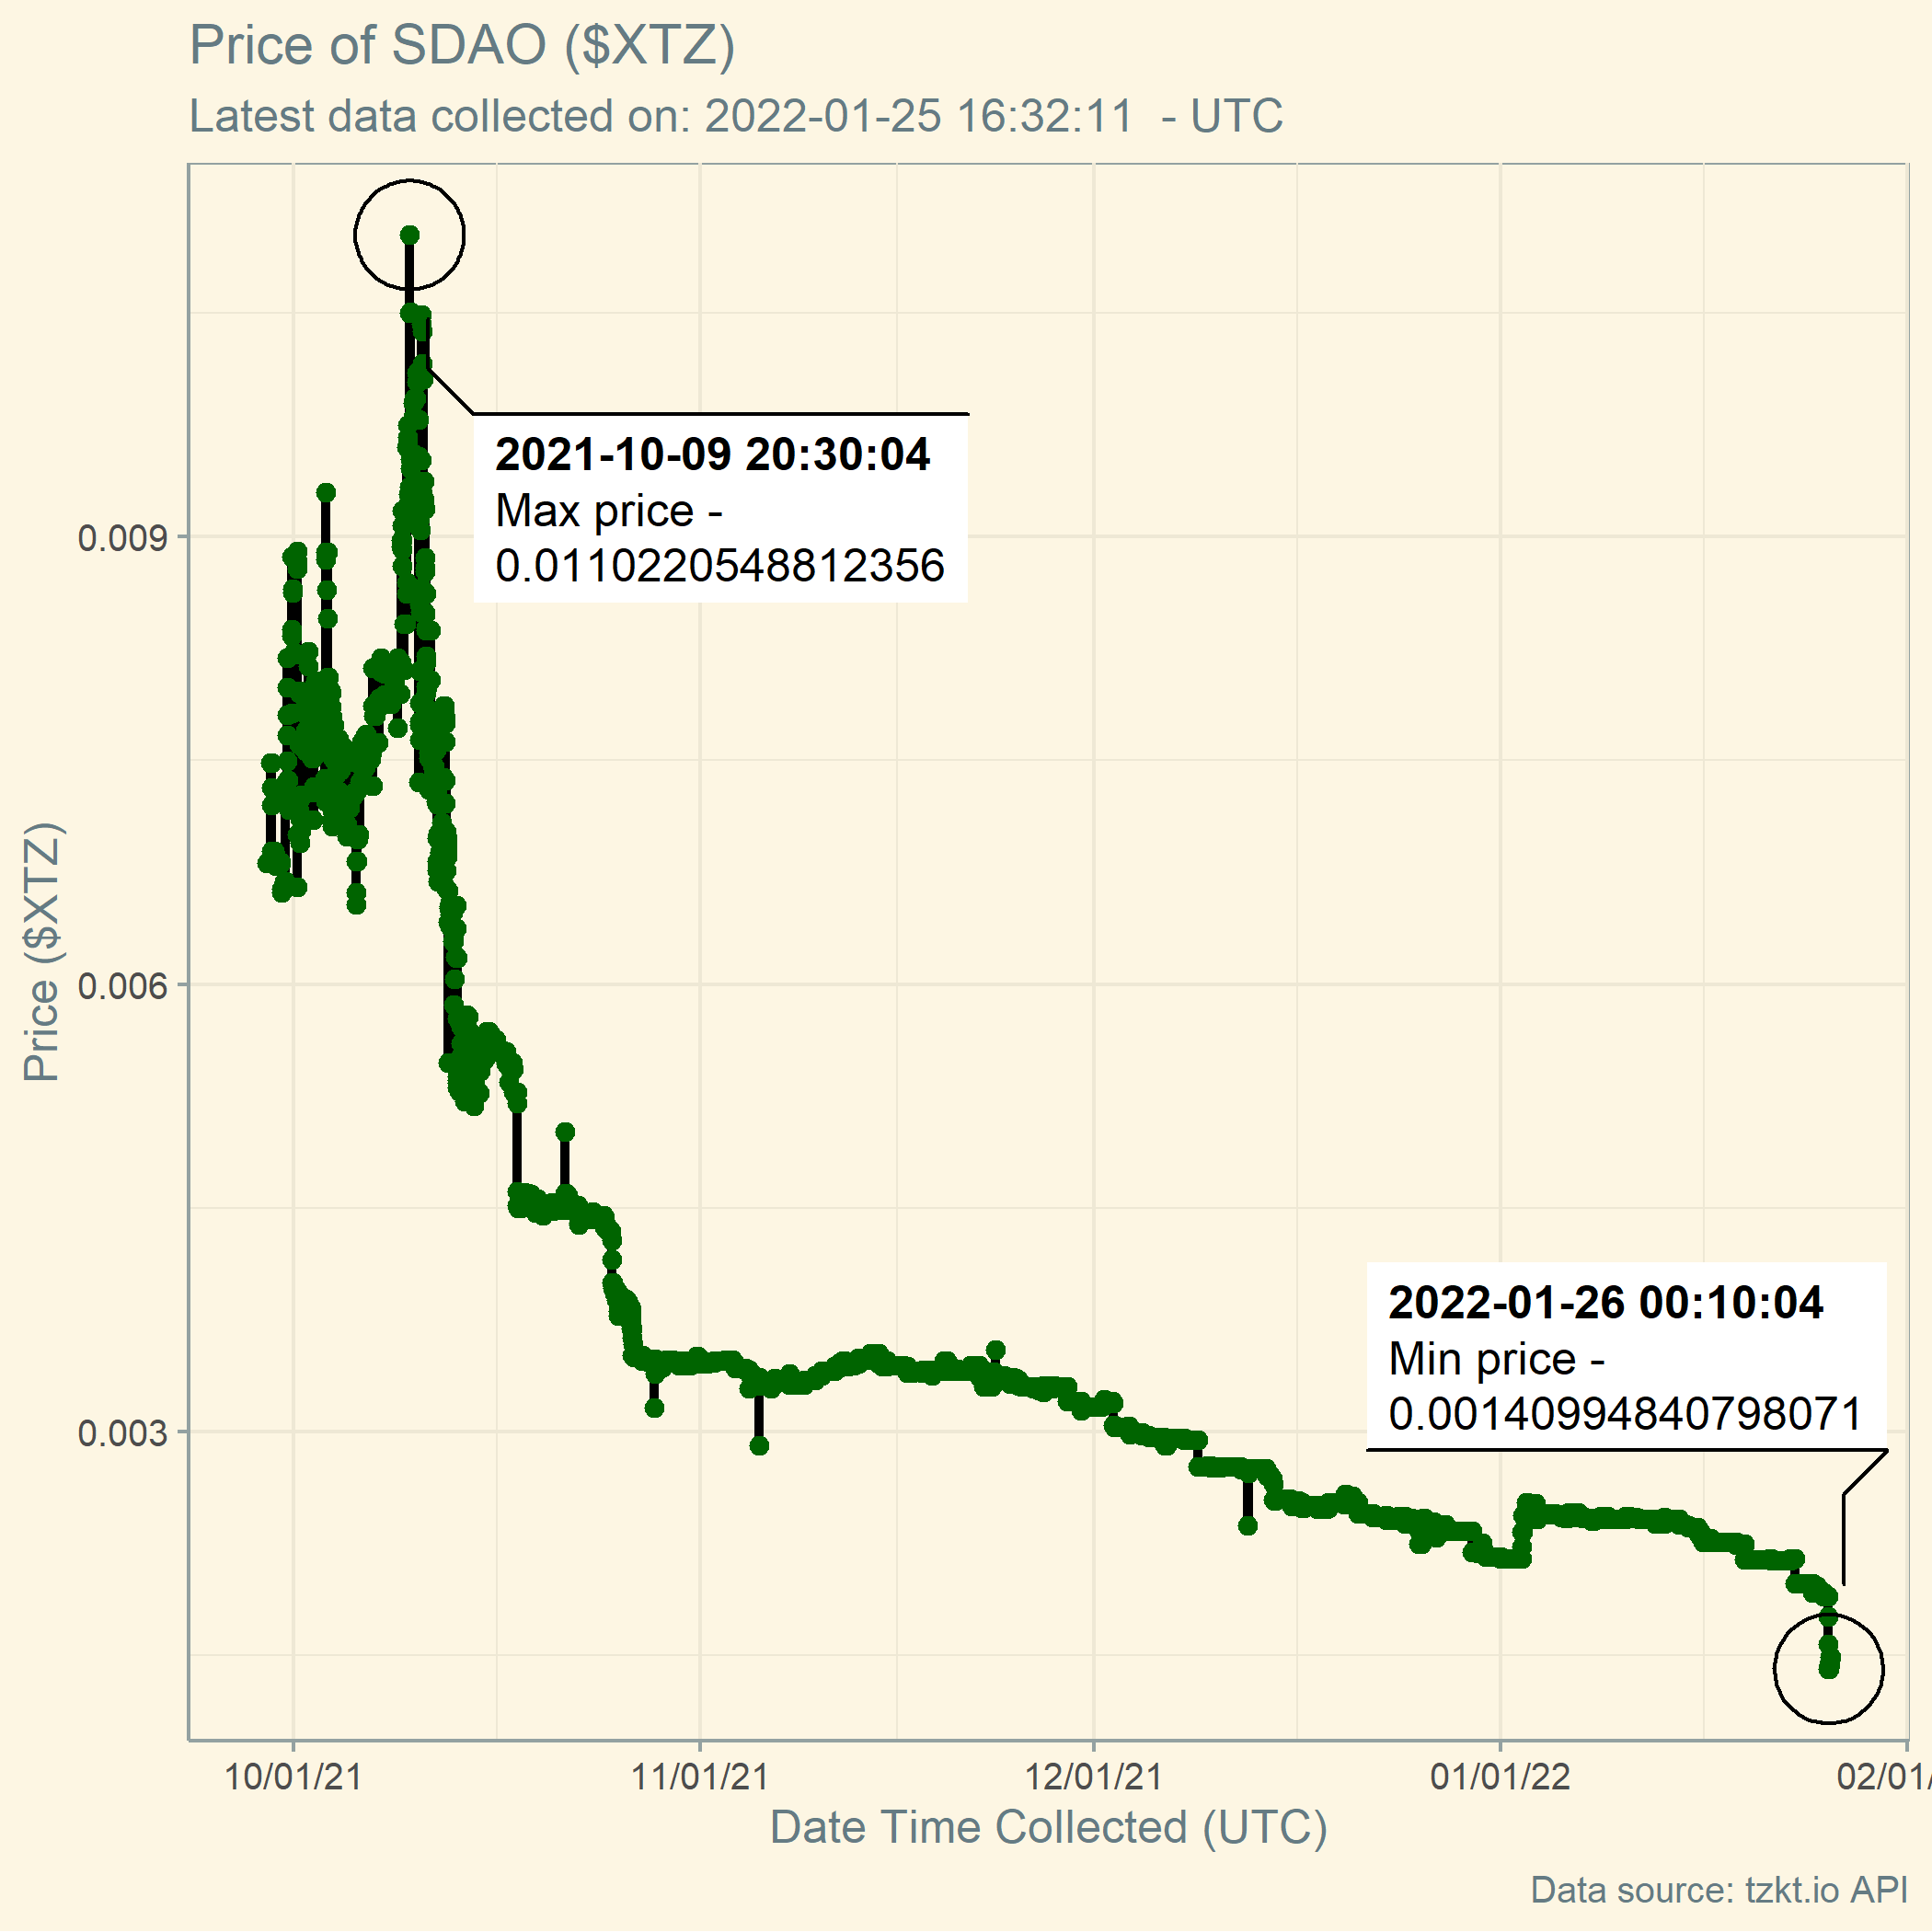 Price of SDAO ($XTZ)
Latest data collected on: 2022-01-25 16:32:11  - UTC
2021-10-09 20:30:04
Max price -
0.01102220548812356
0.009
0.006
0.003
Price ($XTZ)
2022-01-26 00:10:04
Min price -
0.00140994840798071
10/01/21
11/01/21
12/01/21
01/01/22
02/01/
Date Time Collected (UTC)
Data source: tzkt.io API